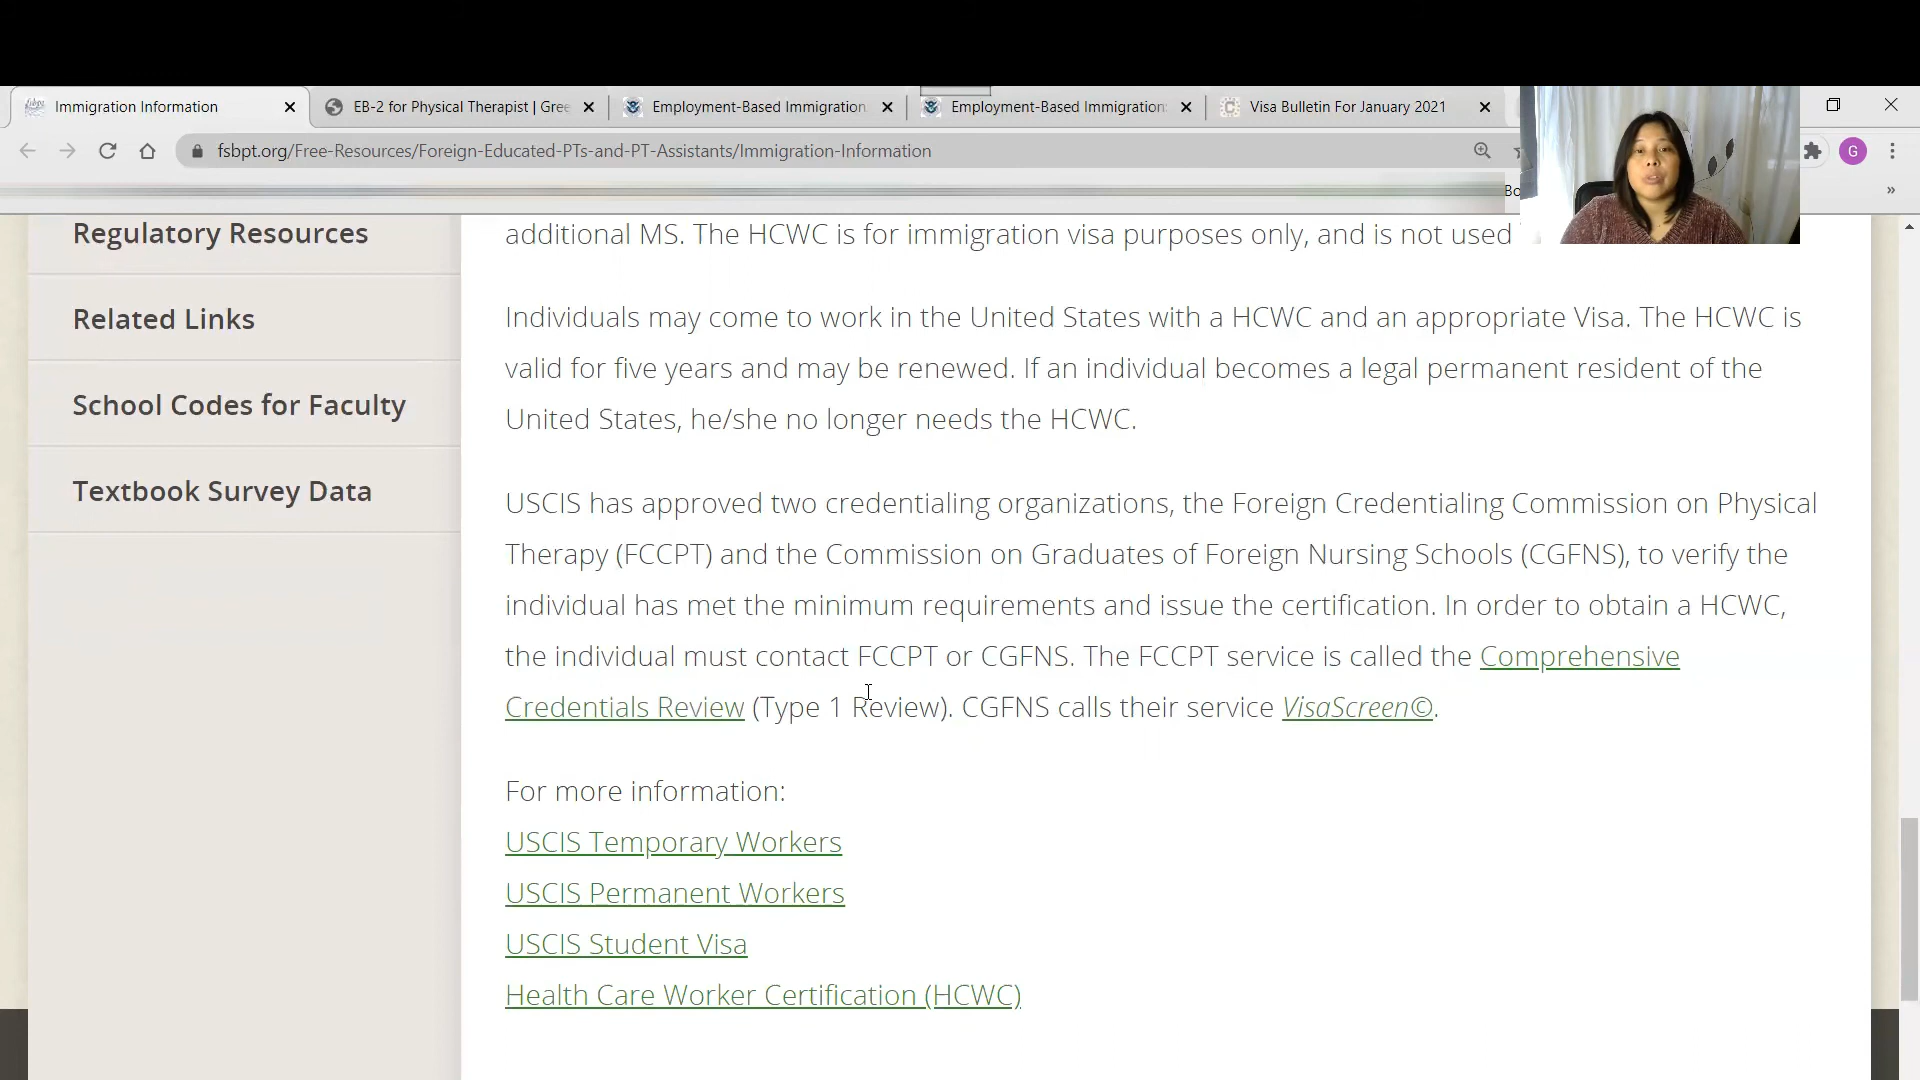 Immigration Information
EB-2 for Physical Therapist | Gree
Employment-Based Immigration
Employment-Based Immigration:
Visa Bulletin For January 2021
fsbpt.org/Free-Resources/Foreign-Educated-PTs-and-PT-Assistants/Immigration-Information
G
Bo
»
Regulatory Resources
Related Links
School Codes for Faculty
Textbook Survey Data
additional MS. The HCWC is for immigration visa purposes only, and is not used
Individuals may come to work in the United States with a HCWC and an appropriate Visa. The HCWC is
valid for five years and may be renewed. If an individual becomes a legal permanent resident of the
United States, he/she no longer needs the HCWC.
USCIS has approved two credentialing organizations, the Foreign Credentialing Commission on Physical
Therapy (FCCPT) and the Commission on Graduates of Foreign Nursing Schools (CGFNS), to verify the
individual has met the minimum requirements and issue the certification. In order to obtain a HCWC,
the individual must contact FCCPT or CGFNS. The FCCPT service is called the Comprehensive
Credentials Review (Type 1 Review). CGFNS calls their service VisaScreen©.
For more information:
USCIS Temporary Workers
USCIS Permanent Workers
USCIS Student Visa
Health Care Worker Certification (HCWC)